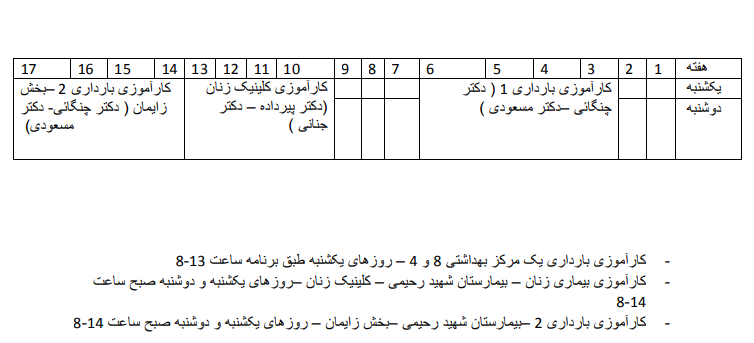 هفته 1 2 3 4 5 6 7 8 9 10 11 12 13 14 15 16 17
یکشنبه
دوشنبه
کارآموزی بارداری 1 ( دکتر
چنگائی –دکتر مسعودی )
کارآموزی کلینیک زنان
(دکتر پیرداده – دکتر
جنانی )
کارآموزی بارداری 2 –بخش
زایمان ( دکتر چنگائی- دکتر
مسعودی)
- کارآموزی بارداری یک مرکز بهداشتی 8 و 4 – روزهای یکشنبه طبق برنامه ساعت 13-8
- کارآموزی بیماری زنان – بیمارستان شهید رحیمی – کلینیک زنان –روزهای یکشنبه و دوشنبه صبح ساعت
8-14
- کارآموزی بارداری 2 –بیمارستان شهید رحیمی –بخش زایمان – روزهای یکشنبه و دوشنبه صبح ساعت 14-8